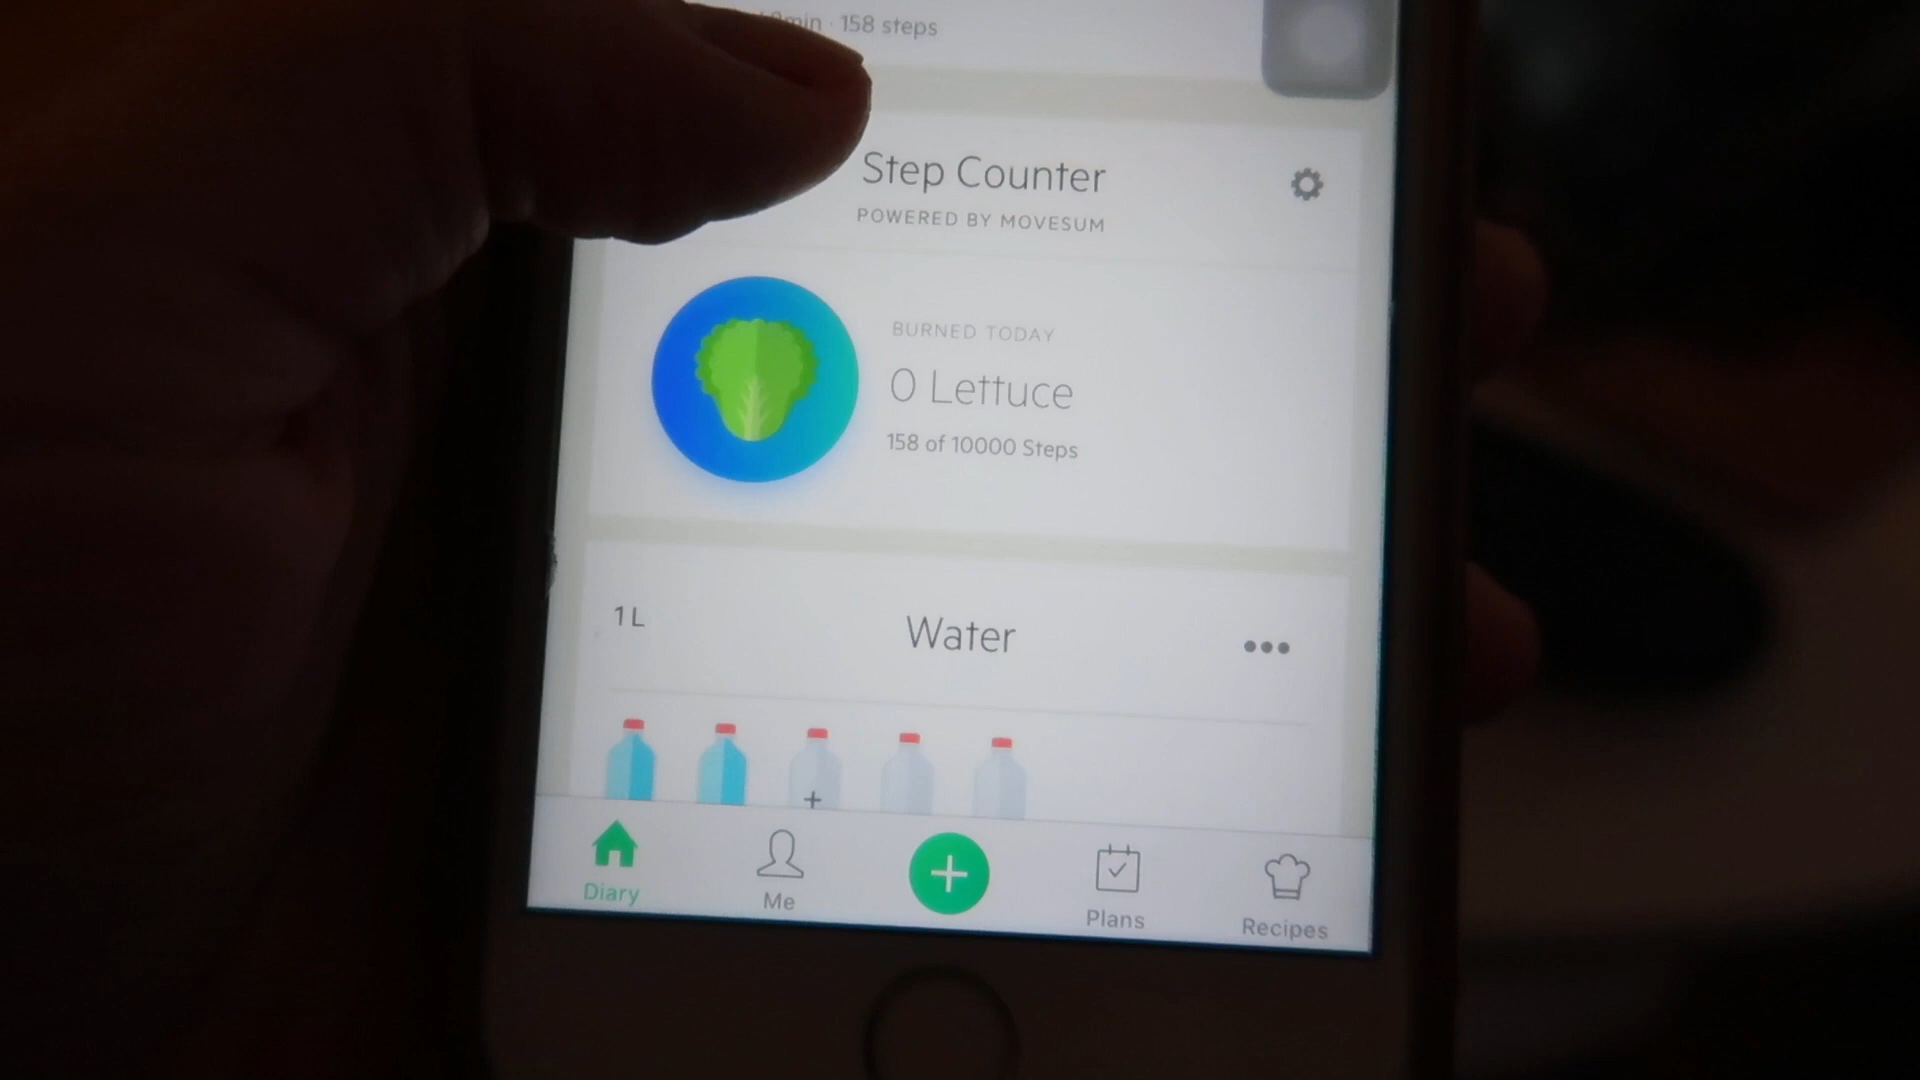 158 steps
Step Counter
POWERED BY MOVESUM
BURNED TODAY
0 Lettuce
158 of 10000 Steps
1 L
Water
Diary
Me
Plans
Recipes